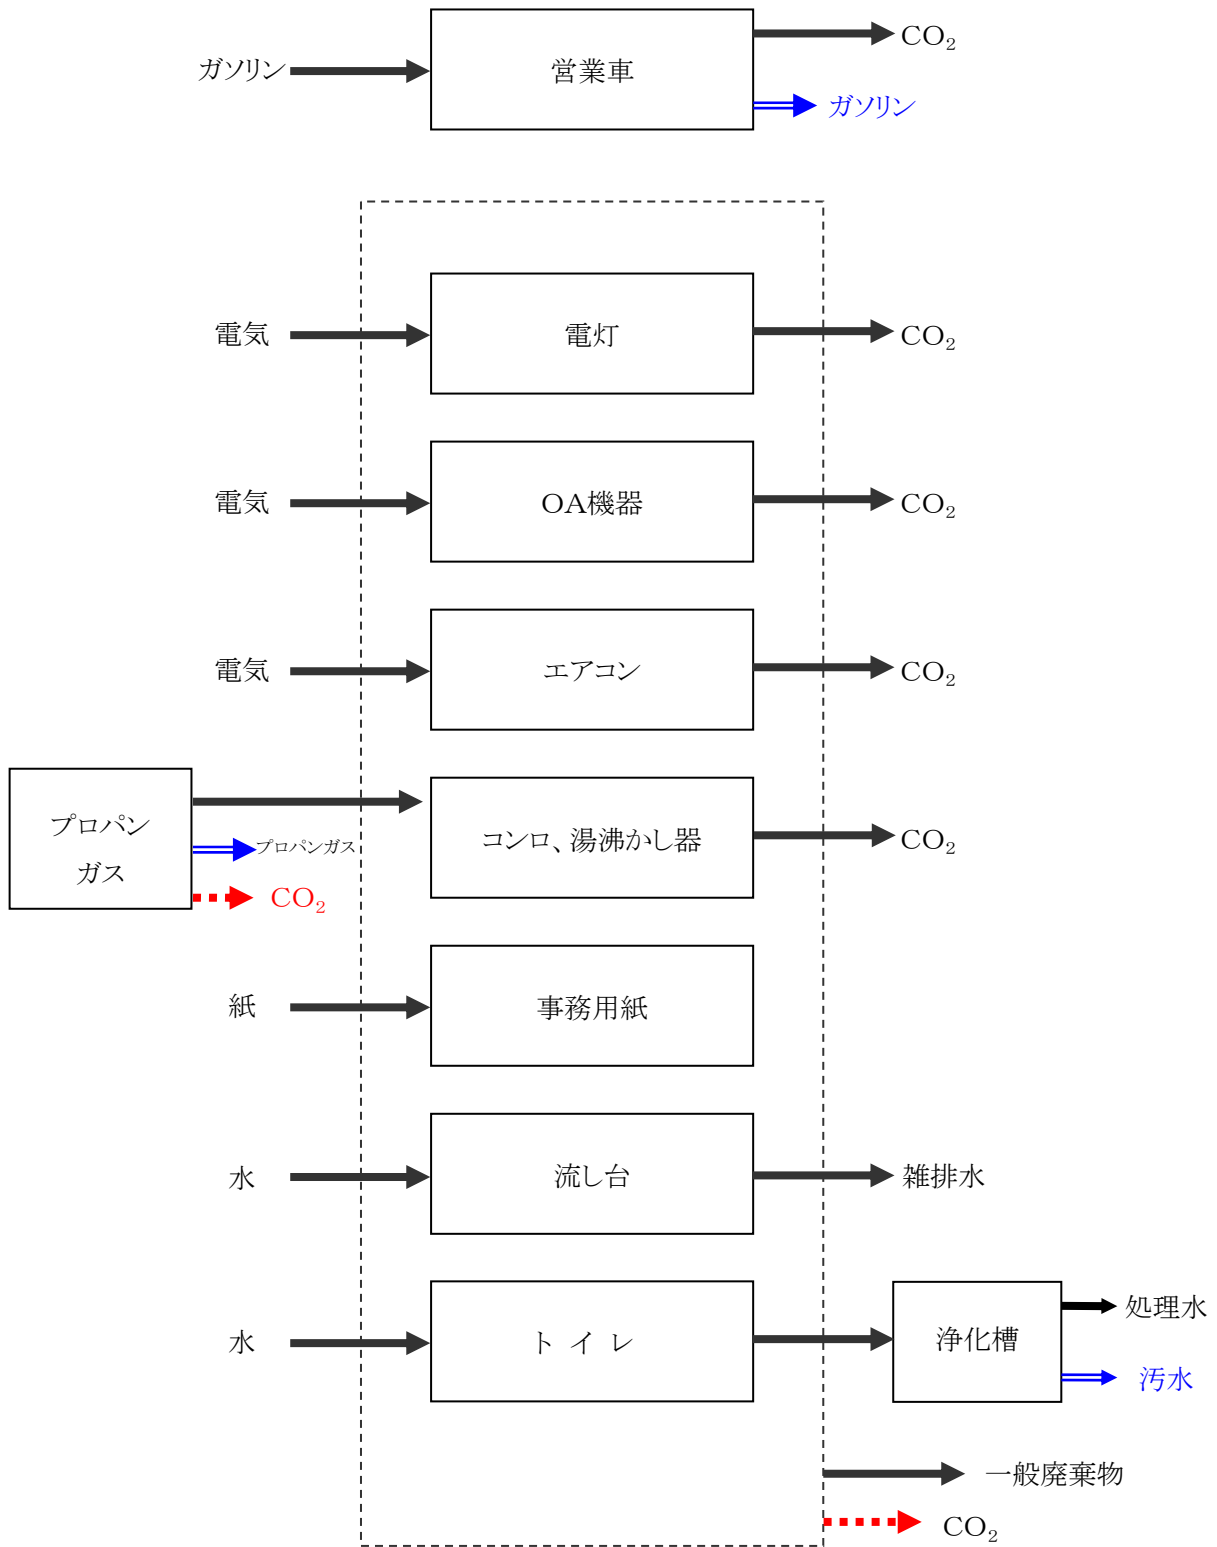 ガソリン
営業車
CO₂
ガソリン
電気
電灯
CO₂
電気
OA機器
CO₂
電気
エアコン
CO₂
プロパン
ガス
プロパンガス
CO₂
コンロ、湯沸かし器
CO₂
紙
事務用紙
水
流し台
雑排水
水
トイレ
浄化槽
処理水
汚水
一般廃棄物
CO₂